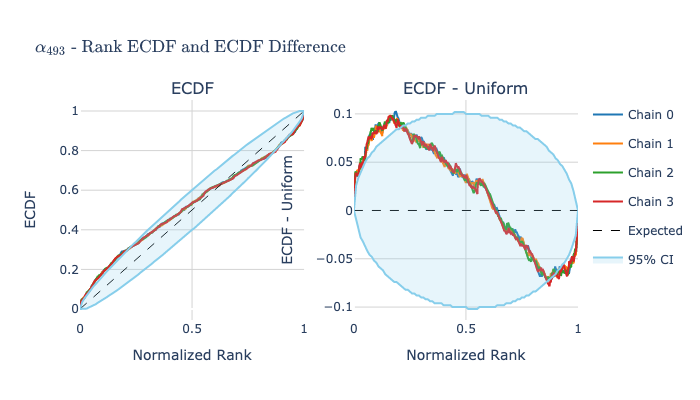 α₄₉₃ - Rank ECDF and ECDF Difference
ECDF
ECDF
1
0.8
0.6
0.4
0.2
0
0
0.5
1
Normalized Rank
ECDF - Uniform
ECDF - Uniform
0.1
0.05
0
−0.05
−0.1
0
0.5
1
Normalized Rank
Chain 0
Chain 1
Chain 2
Chain 3
Expected
95% CI